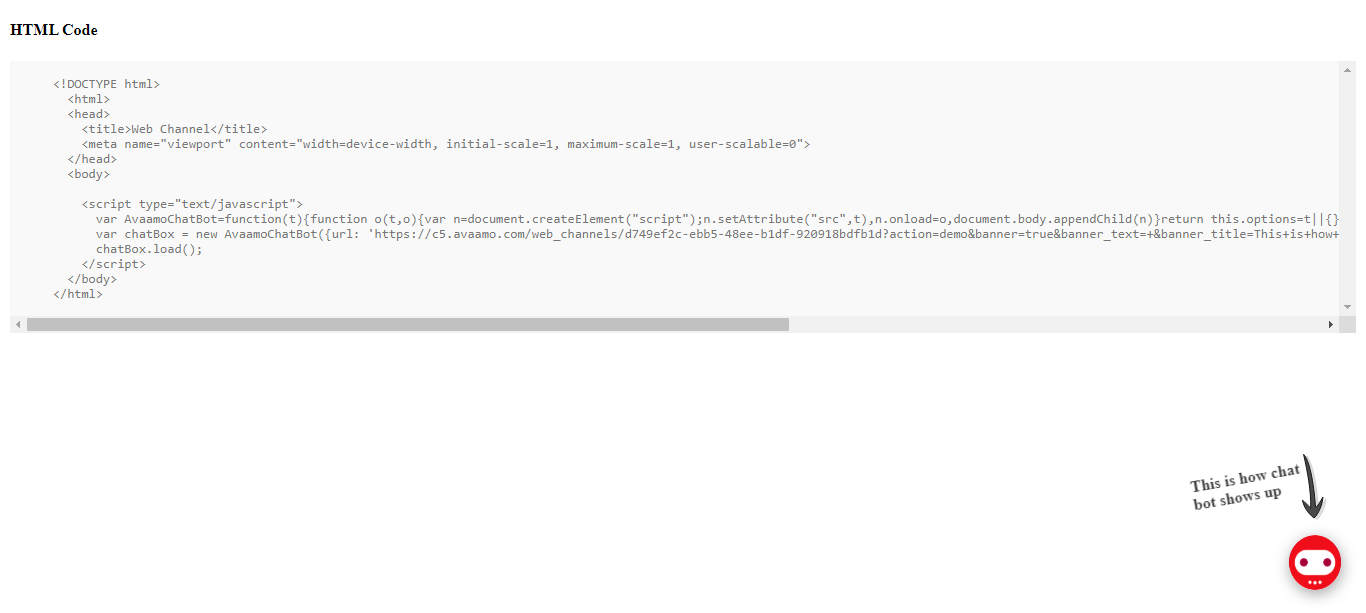 HTML Code
<!DOCTYPE html>
<html>
<head>
<title>Web Channel</title>
<meta name="viewport" content="width=device-width, initial-scale=1, maximum-scale=1, user-scalable=0">
</head>
<body>
<script type="text/javascript">
var AvaamoChatBot=function(t){function o(t,o){var n=document.createElement("script");n.setAttribute("src",t),n.onload=o,document.body.appendChild(n)}return this.options=t||{}
var chatBox = new AvaamoChatBot({url: 'https://c5.avaamo.com/web_channels/d749ef2c-ebb5-48ee-b1df-920918bdfb1d?action=demo&banner=true&banner_text=+&banner_title=This+is+how+
chatBox.load();
</script>
</body>
</html>
This is how chat
bot shows up